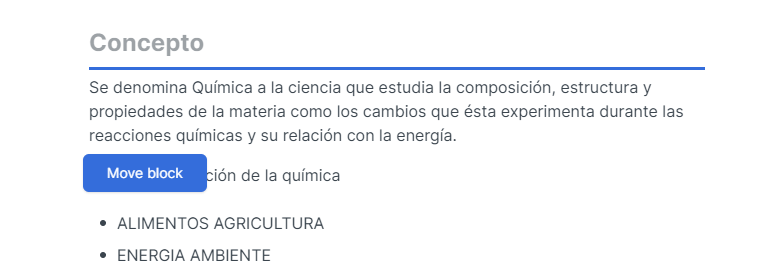 Concepto
Se denomina Química a la ciencia que estudia la composición, estructura y
propiedades de la materia como los cambios que ésta experimenta durante las
reacciones químicas y su relación con la energía.
Move block ción de la química
ALIMENTOS AGRICULTURA
ENERGIA AMBIENTE